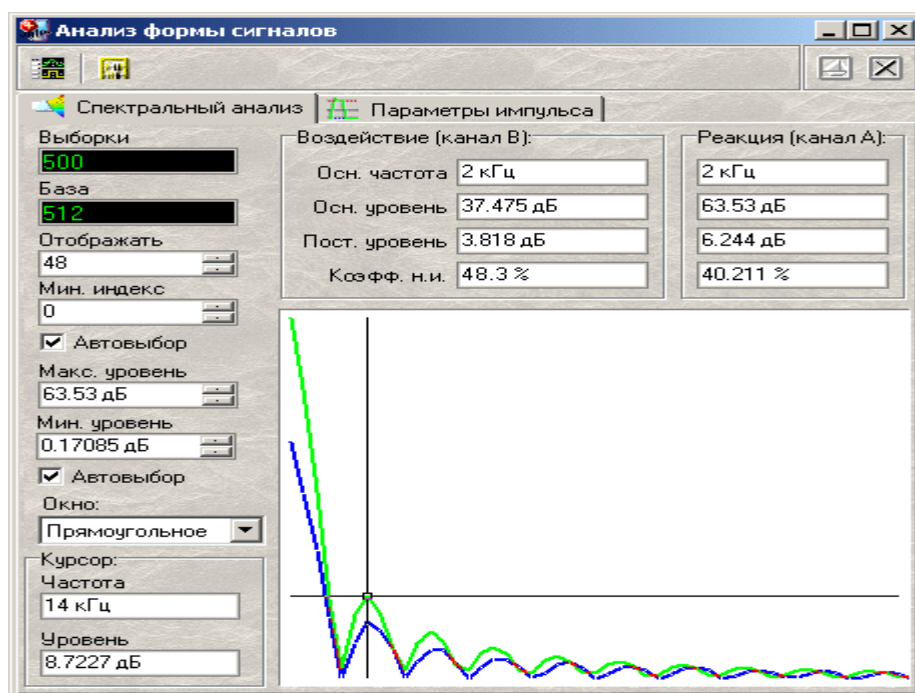 Анализ формы сигналов
Спектральный анализ
Параметры импульса
Выборки
500
База
512
Отображать
48
Мин. индекс
0
Автовыбор
Макс. уровень
63.53 дБ
Мин. уровень
0.17085 дБ
Автовыбор
Окно:
Прямоугольное
Курсор:
Частота
14 кГц
Уровень
8.7227 дБ
Воздействие (канал B):
Осн. частота 2 кГц
Осн. уровень 37.475 дБ
Пост. уровень 3.818 дБ
Коэфф. н.и. 48.3 %
Реакция (канал A):
2 кГц
63.53 дБ
6.244 дБ
40.211 %